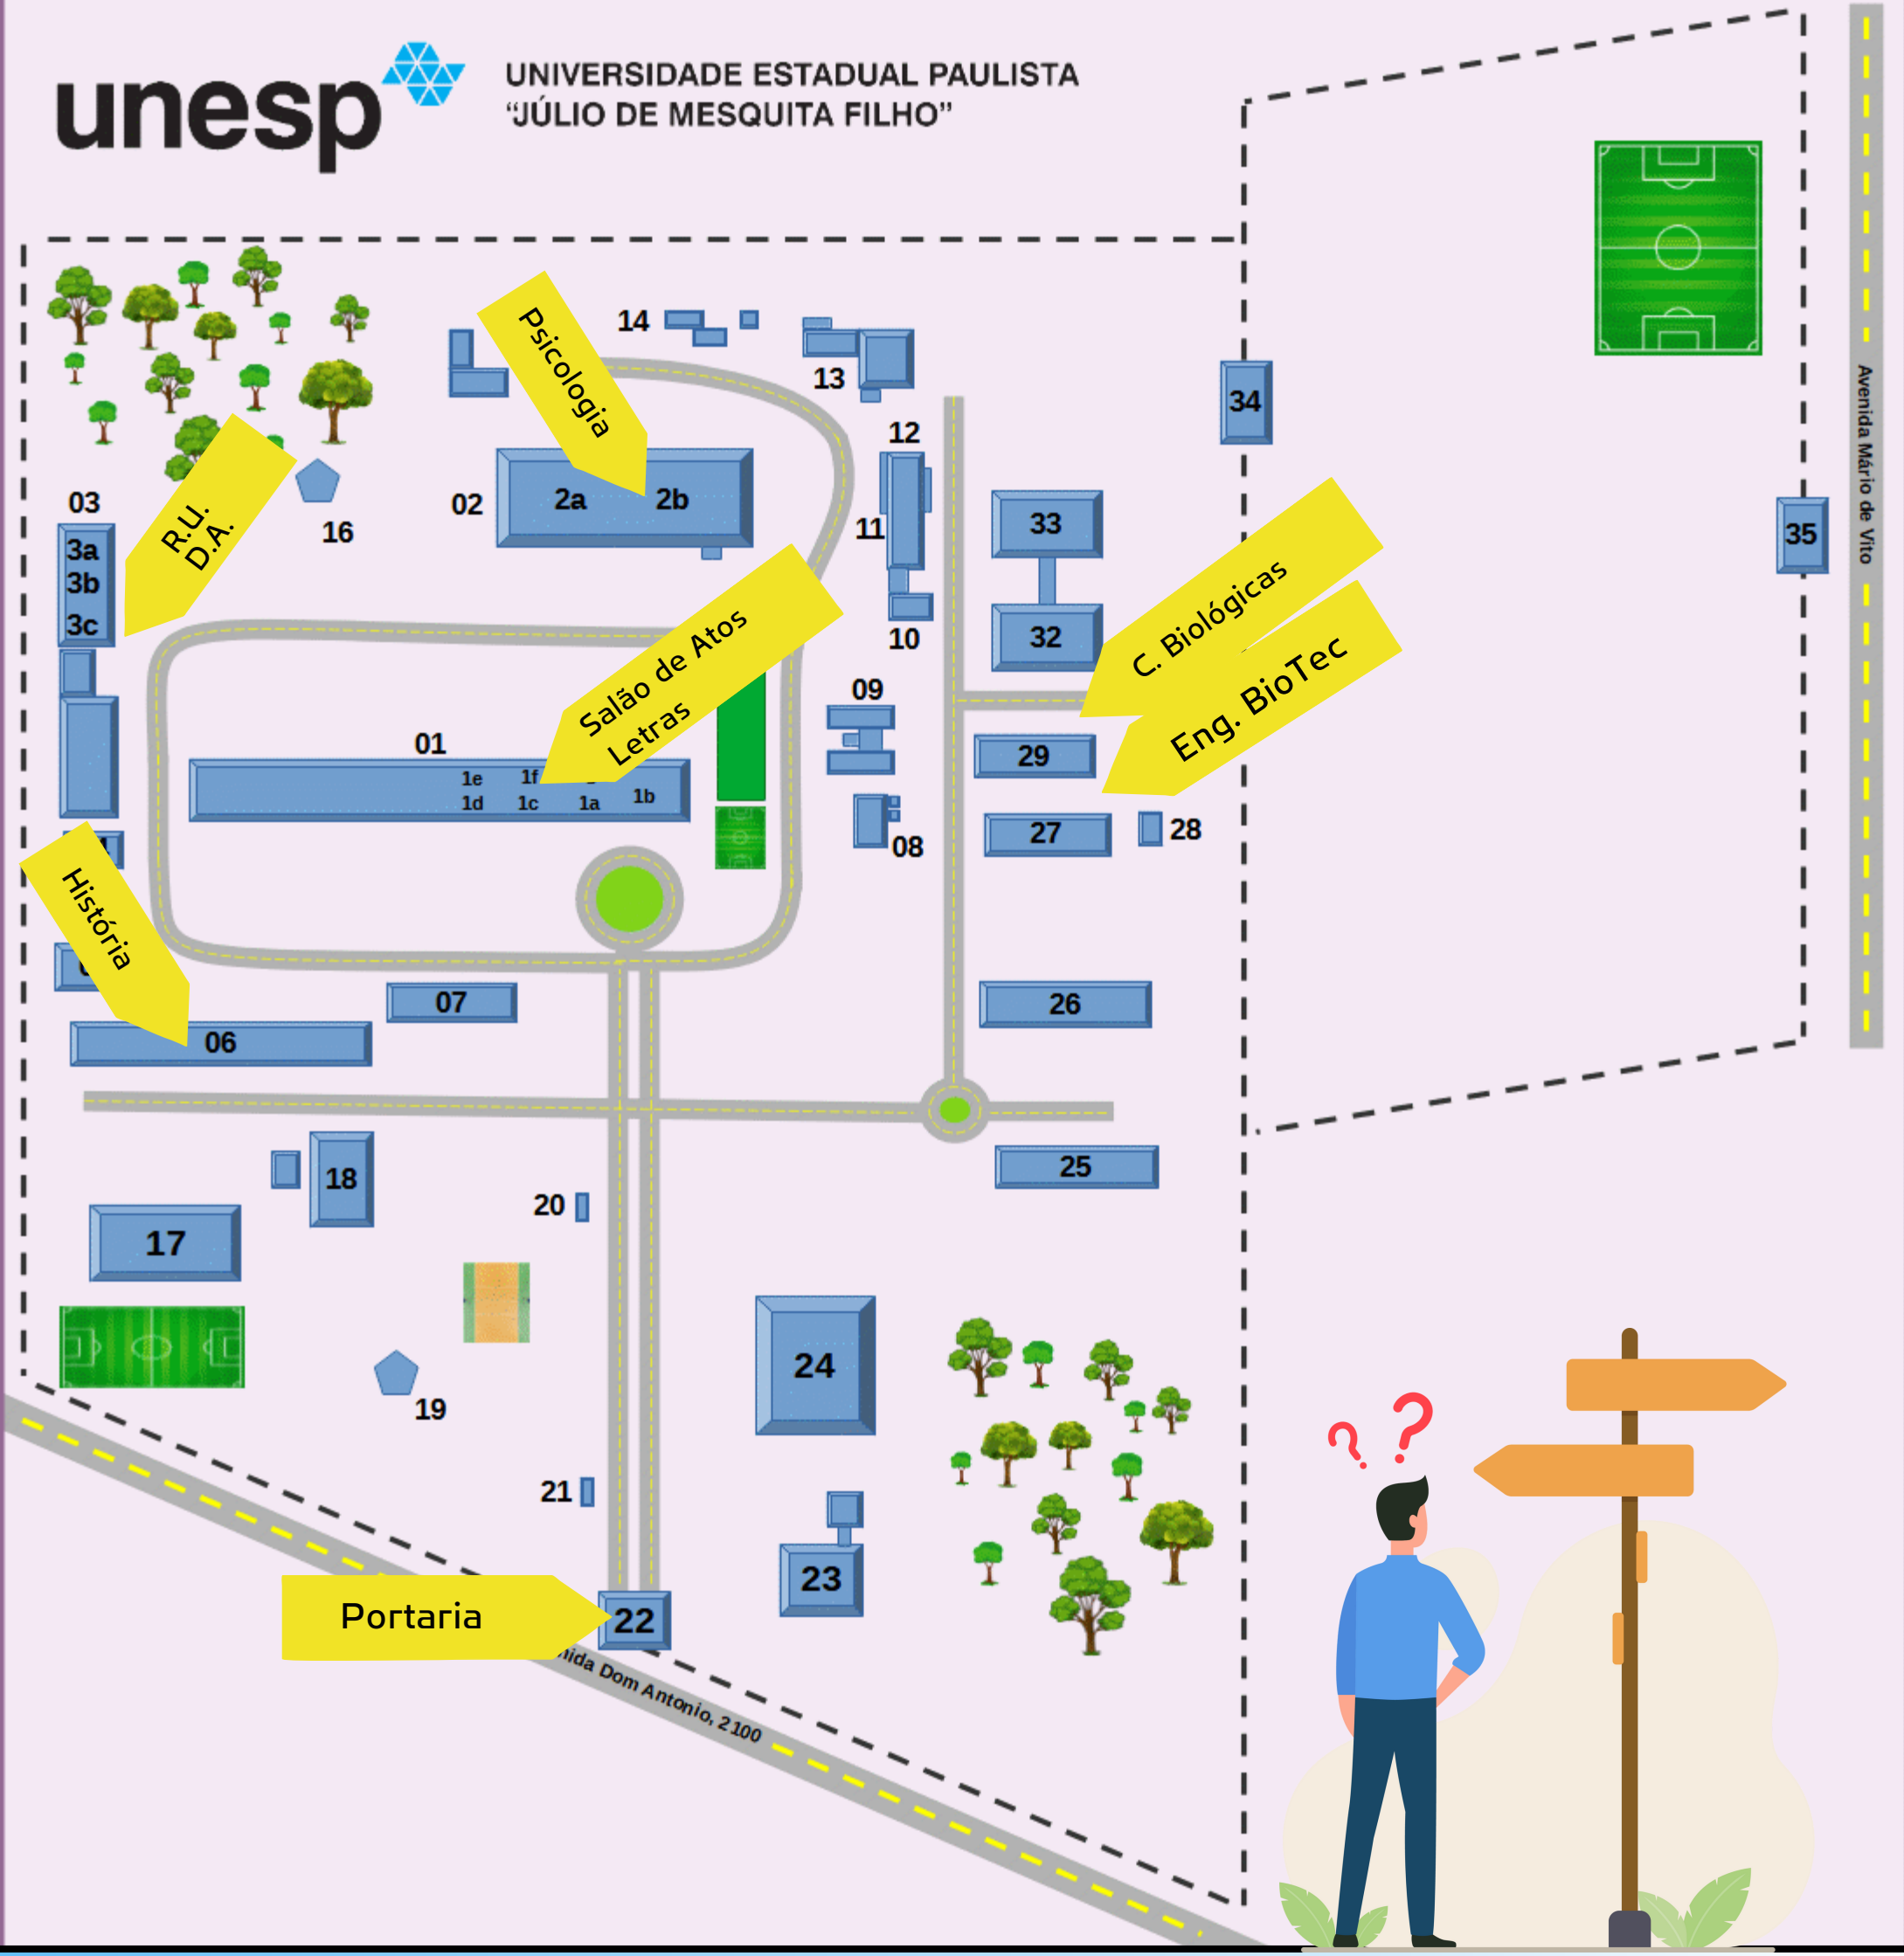 unesp
UNIVERSIDADE ESTADUAL PAULISTA
“JÚLIO DE MESQUITA FILHO”
Psicologia
14
13
34
Avenida Mário de Vito
12
03
02
2a
2b
16
11
33
35
R.U.
D.A.
3a
3b
3c
10
32
C. Biológicas
Eng. BioTec
Salão de Atos
Letras
09
01
29
1e
1f
1d
1c
1a
1b
08
27
28
História
07
26
06
18
25
20
17
24
19
21
23
Portaria
22
Dom Antonio, 2100
? ?